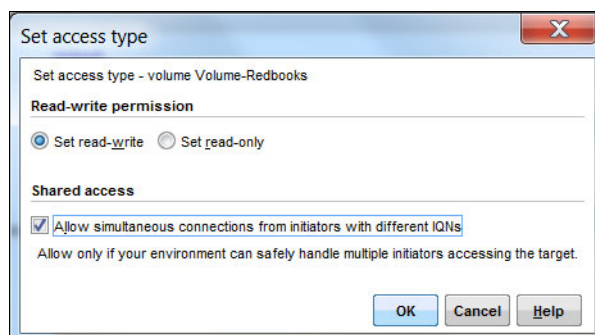 Set access type
Set access type - volume Volume-Redbooks
Read-write permission
Set read-write Set read-only
Shared access
Allow simultaneous connections from initiators with different IQNs
Allow only if your environment can safely handle multiple initiators accessing the target.
OK Cancel Help